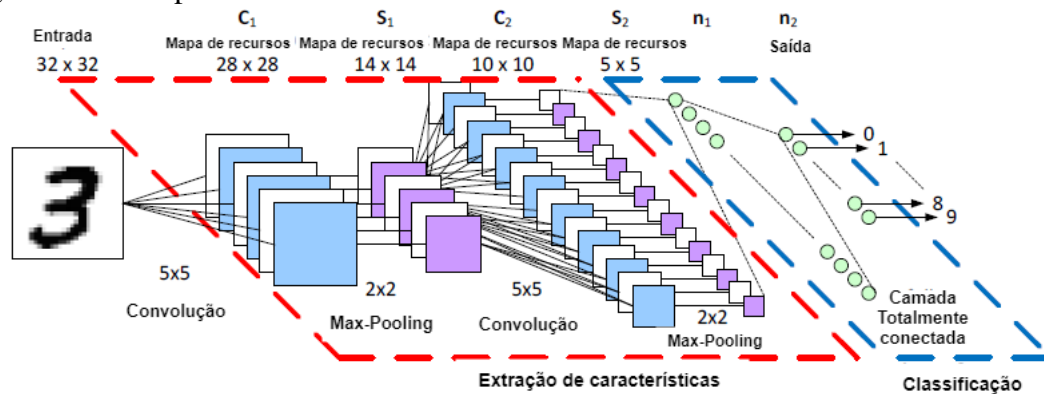 C₁ S₁ C₂ S₂ n₁ n₂
Entrada Mapa de recursos Mapa de recursos Mapa de recursos Mapa de recursos Saída
32 x 32 28 x 28 14 x 14 10 x 10 5 x 5
3
0
1
8
9
5x5
Convolução
2x2
Max-Pooling
5x5
Convolução
2x2
Max-Pooling
Camada
Totalmente
conectada
Extração de características
Classificação